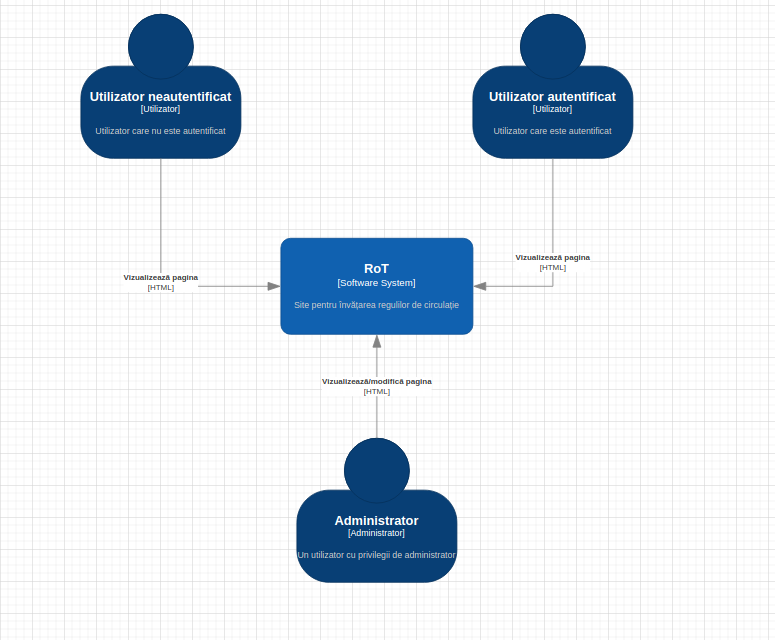 Utilizator neautentificat
[Utilizator]
Utilizator care nu este autentificat
Utilizator autentificat
[Utilizator]
Utilizator care este autentificat
Vizualizează pagina
[HTML]
Vizualizează pagina
[HTML]
RoT
[Software System]
Site pentru învățarea regulilor de circulație
Vizualizează/modifică pagina
[HTML]
Administrator
[Administrator]
Un utilizator cu privilegii de administrator